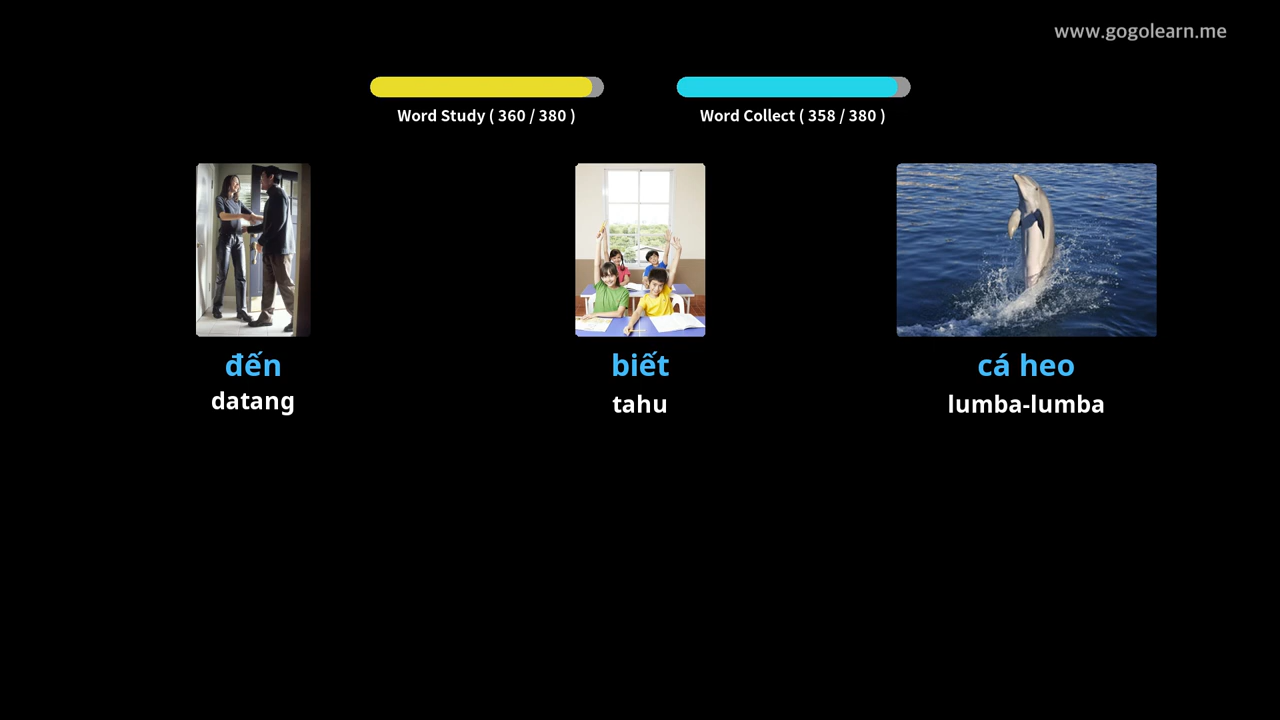 www.gogolearn.me
Word Study ( 360 / 380 )
Word Collect ( 358 / 380 )
đến
biết
cá heo
datang
tahu
lumba-lumba